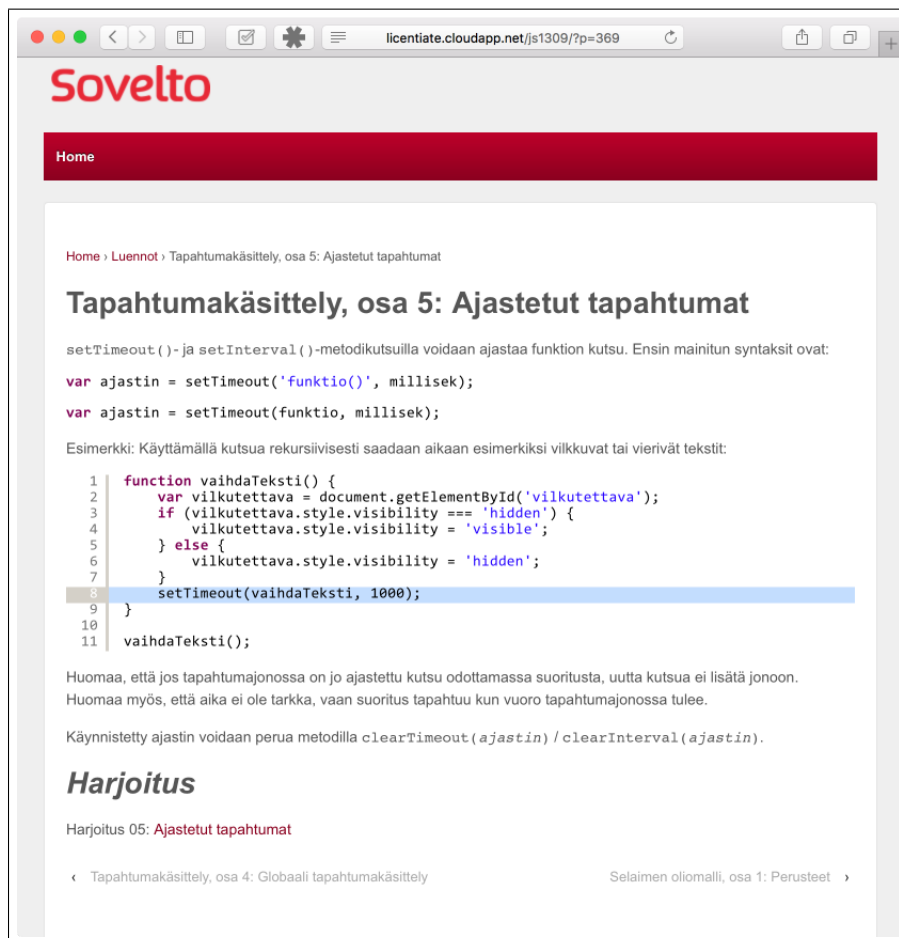 licentiate.cloudapp.net/js1309/?p=369
Sovelto
Home
Home › Luennot › Tapahtumakäsittely, osa 5: Ajastetut tapahtumat
Tapahtumakäsittely, osa 5: Ajastetut tapahtumat
setTimeout()- ja setInterval()-metodikutsuilla voidaan ajastaa funktion kutsu. Ensin mainitun syntaksit ovat:
var ajastin = setTimeout('funktio()', millisek);
var ajastin = setTimeout(funktio, millisek);
Esimerkki: Käyttämällä kutsua rekursiivisesti saadaan aikaan esimerkiksi vilkkuvat tai vierivät tekstit:
1 function vaihdaTeksti() {
2 var vilkutettava = document.getElementById('vilkutettava');
3 if (vilkutettava.style.visibility === 'hidden') {
4 vilkutettava.style.visibility = 'visible';
5 } else {
6 vilkutettava.style.visibility = 'hidden';
7 }
8 setTimeout(vaihdaTeksti, 1000);
9 }
10
11 vaihdaTeksti();
Huomaa, että jos tapahtumajonossa on jo ajastettu kutsu odottamassa suoritusta, uutta kutsua ei lisätä jonoon.
Huomaa myös, että aika ei ole tarkka, vaan suoritus tapahtuu kun vuoro tapahtumajonossa tulee.
Käynnistetty ajastin voidaan perua metodilla clearTimeout(ajastin) / clearInterval(ajastin).
Harjoitus
Harjoitus 05: Ajastetut tapahtumat
‹ Tapahtumakäsittely, osa 4: Globaali tapahtumakäsittely
Selaimen oliomalli, osa 1: Perusteet ›